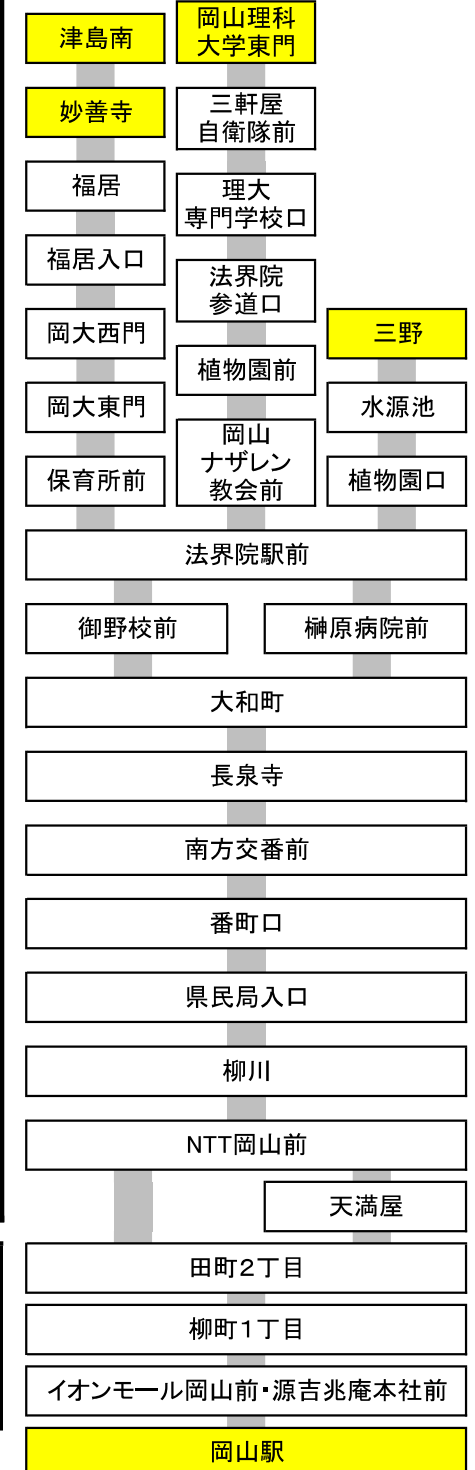 津島南
妙善寺
福居
福居入口
岡大西門
岡大東門
保育所前
岡山理科
大学東門
三軒屋
自衛隊前
理大
専門学校口
法界院
参道口
植物園前
岡山
ナザレン
教会前
三野
水源池
植物園口
法界院駅前
御野校前
榊原病院前
大和町
長泉寺
南方交番前
番町口
県民局入口
柳川
NTT岡山前
天満屋
田町2丁目
柳町1丁目
イオンモール岡山前・源吉兆庵本社前
岡山駅